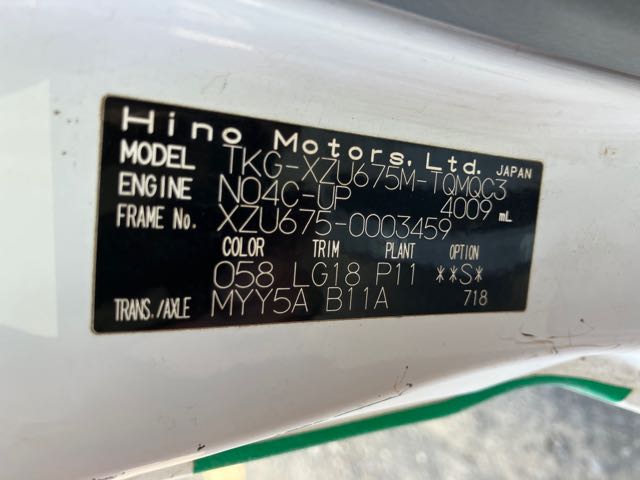 Hino Motors, Ltd. JAPAN
MODEL TKG-XZU675M-TQMQC3
ENGINE N04C-UP 4009 mL
FRAME No. XZU675-0003459
COLOR TRIM PLANT OPTION
058 LG18 P11 **S*
TRANS./AXLE MYY5A B11A 718